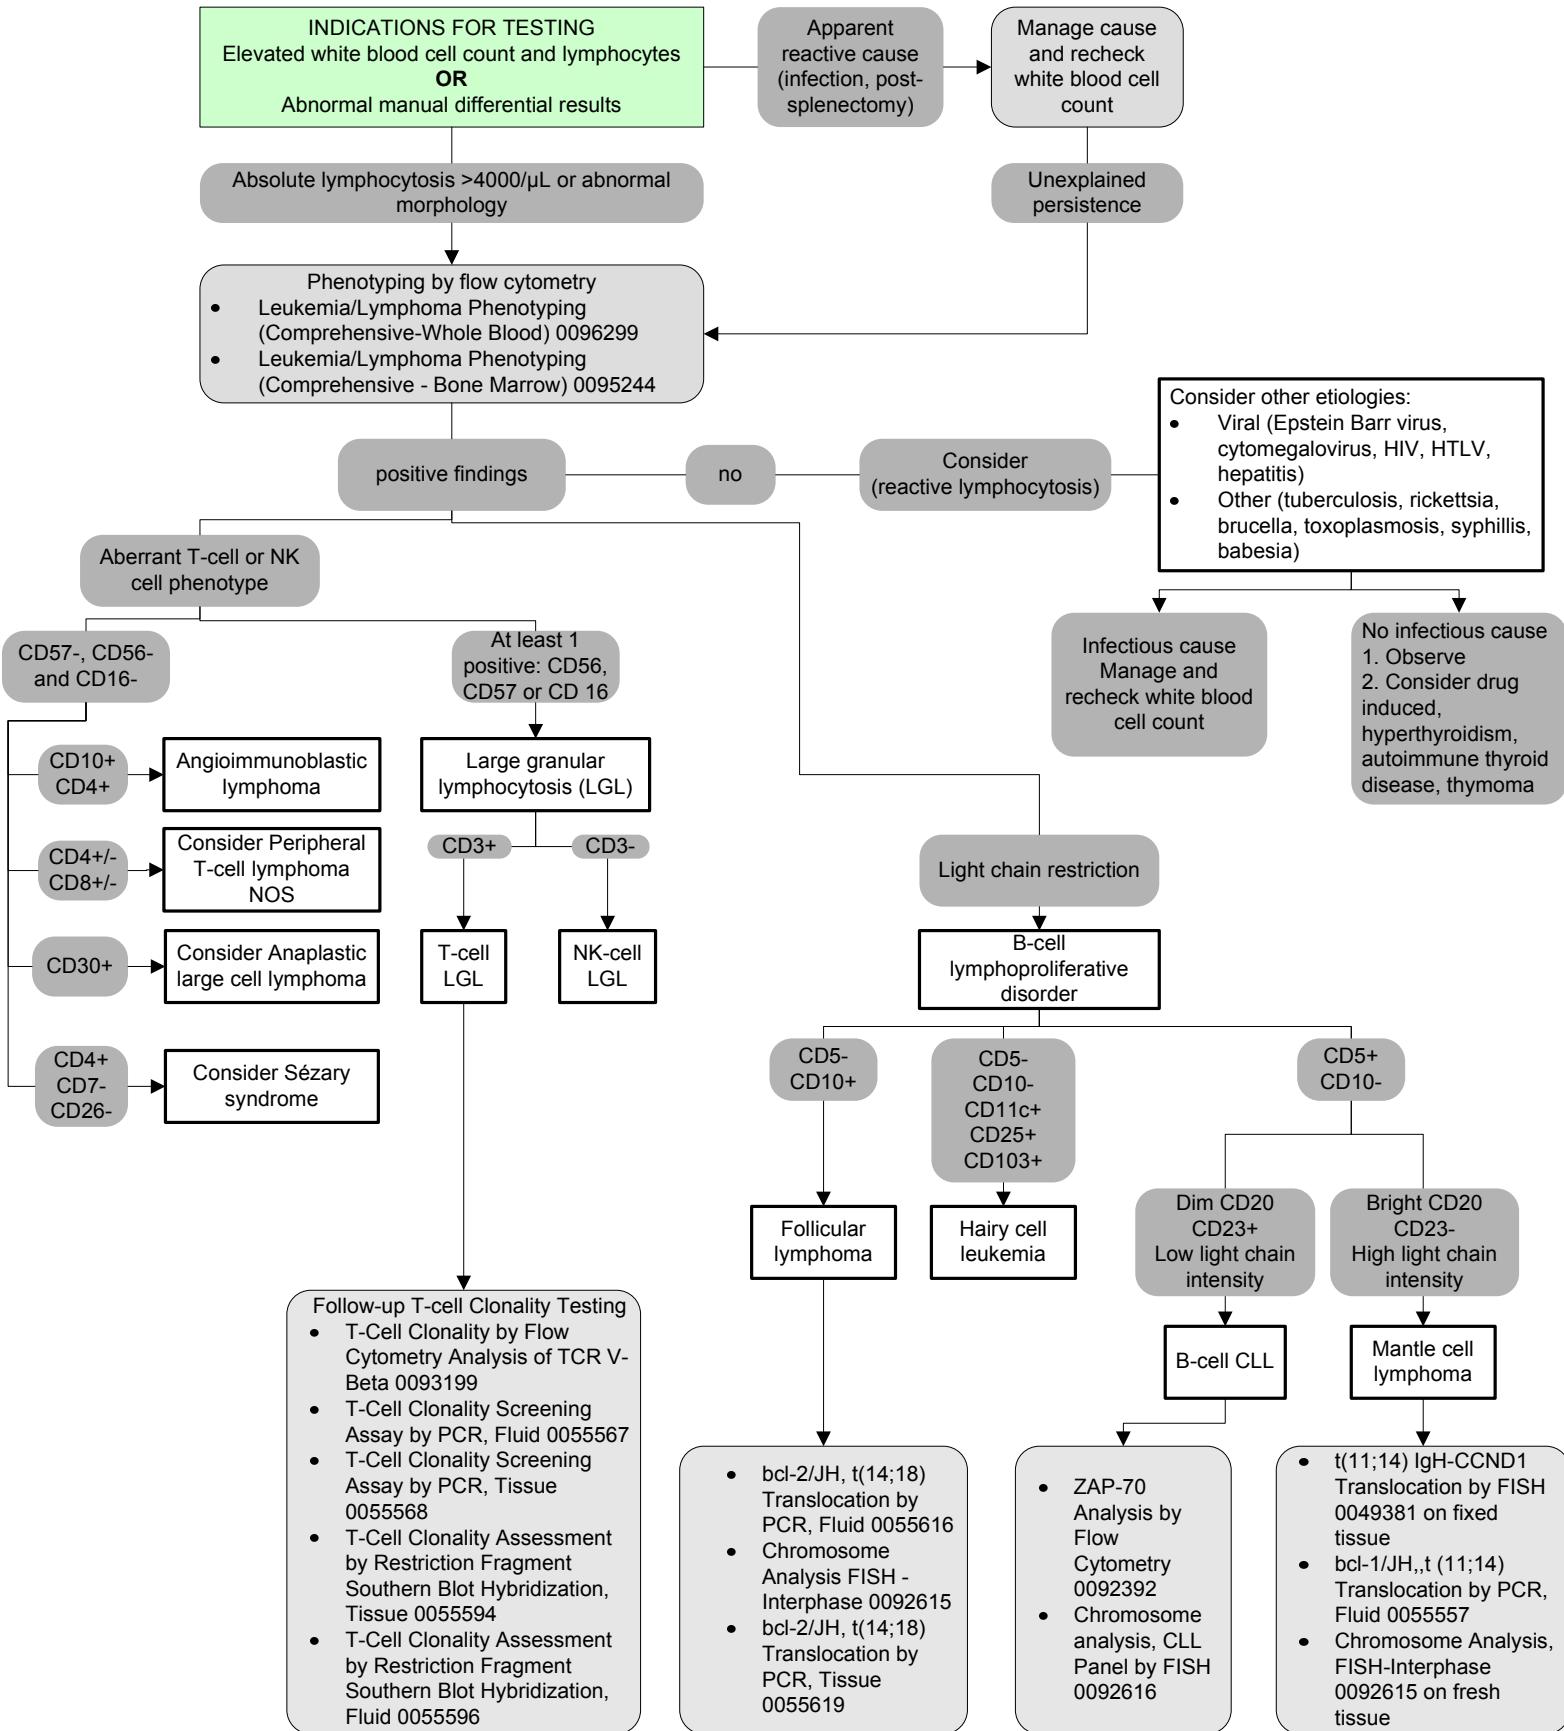 INDICATIONS FOR TESTING
Elevated white blood cell count and lymphocytes
OR
Abnormal manual differential results
Apparent
reactive cause
(infection, post-
splenectomy)
Manage cause
and recheck
white blood cell
count
Absolute lymphocytosis >4000/µL or abnormal
morphology
Unexplained
persistence
Phenotyping by flow cytometry
• Leukemia/Lymphoma Phenotyping
(Comprehensive-Whole Blood) 0096299
• Leukemia/Lymphoma Phenotyping
(Comprehensive - Bone Marrow) 0095244
positive findings
no
Consider
(reactive lymphocytosis)
Consider other etiologies:
• Viral (Epstein Barr virus,
cytomegalovirus, HIV, HTLV,
hepatitis)
• Other (tuberculosis, rickettsia,
brucella, toxoplasmosis, syphillis,
babesia)
Infectious cause
Manage and
recheck white blood
cell count
No infectious cause
1. Observe
2. Consider drug
induced,
hyperthyroidism,
autoimmune thyroid
disease, thymoma
Aberrant T-cell or NK
cell phenotype
CD57-, CD56-
and CD16-
At least 1
positive: CD56,
CD57 or CD 16
CD10+
CD4+
Angioimmunoblastic
lymphoma
CD4+/-
CD8+/-
Consider Peripheral
T-cell lymphoma
NOS
CD30+
Consider Anaplastic
large cell lymphoma
CD4+
CD7-
CD26-
Consider Sézary
syndrome
Large granular
lymphocytosis (LGL)
CD3+
CD3-
T-cell
LGL
NK-cell
LGL
Light chain restriction
B-cell
lymphoproliferative
disorder
CD5-
CD10+
CD5-
CD10-
CD11c+
CD25+
CD103+
CD5+
CD10-
Follicular
lymphoma
Hairy cell
leukemia
Dim CD20
CD23+
Low light chain
intensity
Bright CD20
CD23-
High light chain
intensity
B-cell CLL
Mantle cell
lymphoma
Follow-up T-cell Clonality Testing
• T-Cell Clonality by Flow
Cytometry Analysis of TCR V-
Beta 0093199
• T-Cell Clonality Screening
Assay by PCR, Fluid 0055567
• T-Cell Clonality Screening
Assay by PCR, Tissue
0055568
• T-Cell Clonality Assessment
by Restriction Fragment
Southern Blot Hybridization,
Tissue 0055594
• T-Cell Clonality Assessment
by Restriction Fragment
Southern Blot Hybridization,
Fluid 0055596
• bcl-2/JH, t(14;18)
Translocation by
PCR, Fluid 0055616
• Chromosome
Analysis FISH -
Interphase 0092615
• bcl-2/JH, t(14;18)
Translocation by
PCR, Tissue
0055619
• ZAP-70
Analysis by
Flow
Cytometry
0092392
• Chromosome
analysis, CLL
Panel by FISH
0092616
• t(11;14) IgH-CCND1
Translocation by FISH
0049381 on fixed
tissue
• bcl-1/JH,,t (11;14)
Translocation by PCR,
Fluid 0055557
• Chromosome Analysis,
FISH-Interphase
0092615 on fresh
tissue